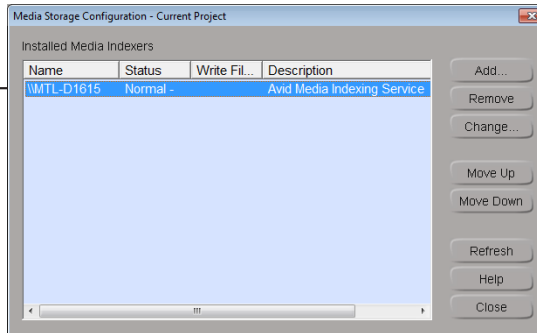 Media Storage Configuration - Current Project
Installed Media Indexers
Name Status Write Fil... Description
\\MTL-D1615 Normal - Avid Media Indexing Service
Add...
Remove
Change...
Move Up
Move Down
Refresh
Help
Close